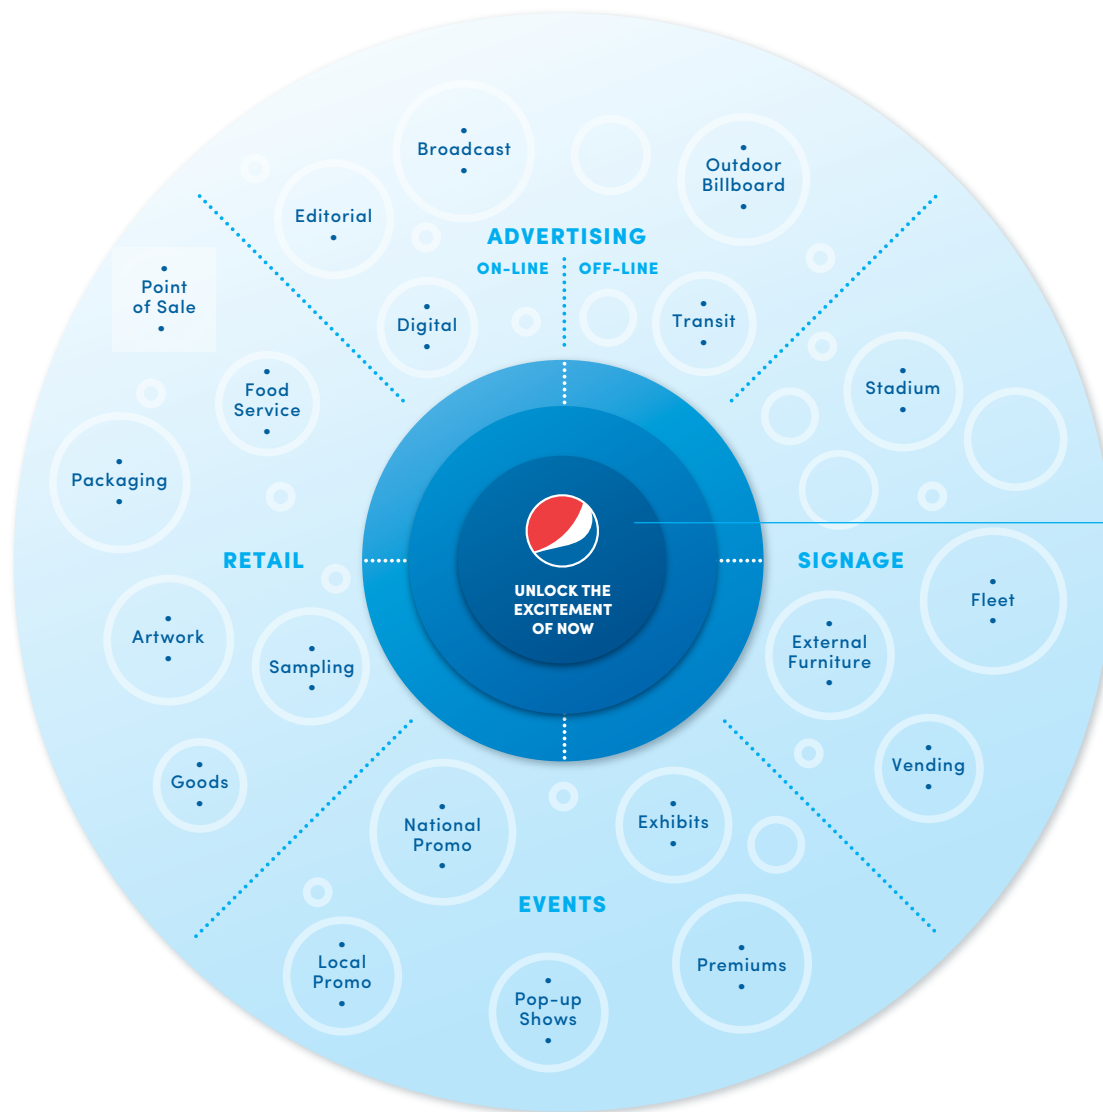 Broadcast
Outdoor
Billboard
Editorial
ADVERTISING
ON-LINE
OFF-LINE
Digital
Transit
Point
of Sale
Food
Service
Packaging
RETAIL
Artwork
Sampling
Goods
UNLOCK THE
EXCITEMENT
OF NOW
Stadium
SIGNAGE
Fleet
External
Furniture
Vending
National
Promo
Exhibits
EVENTS
Local
Promo
Pop-up
Shows
Premiums